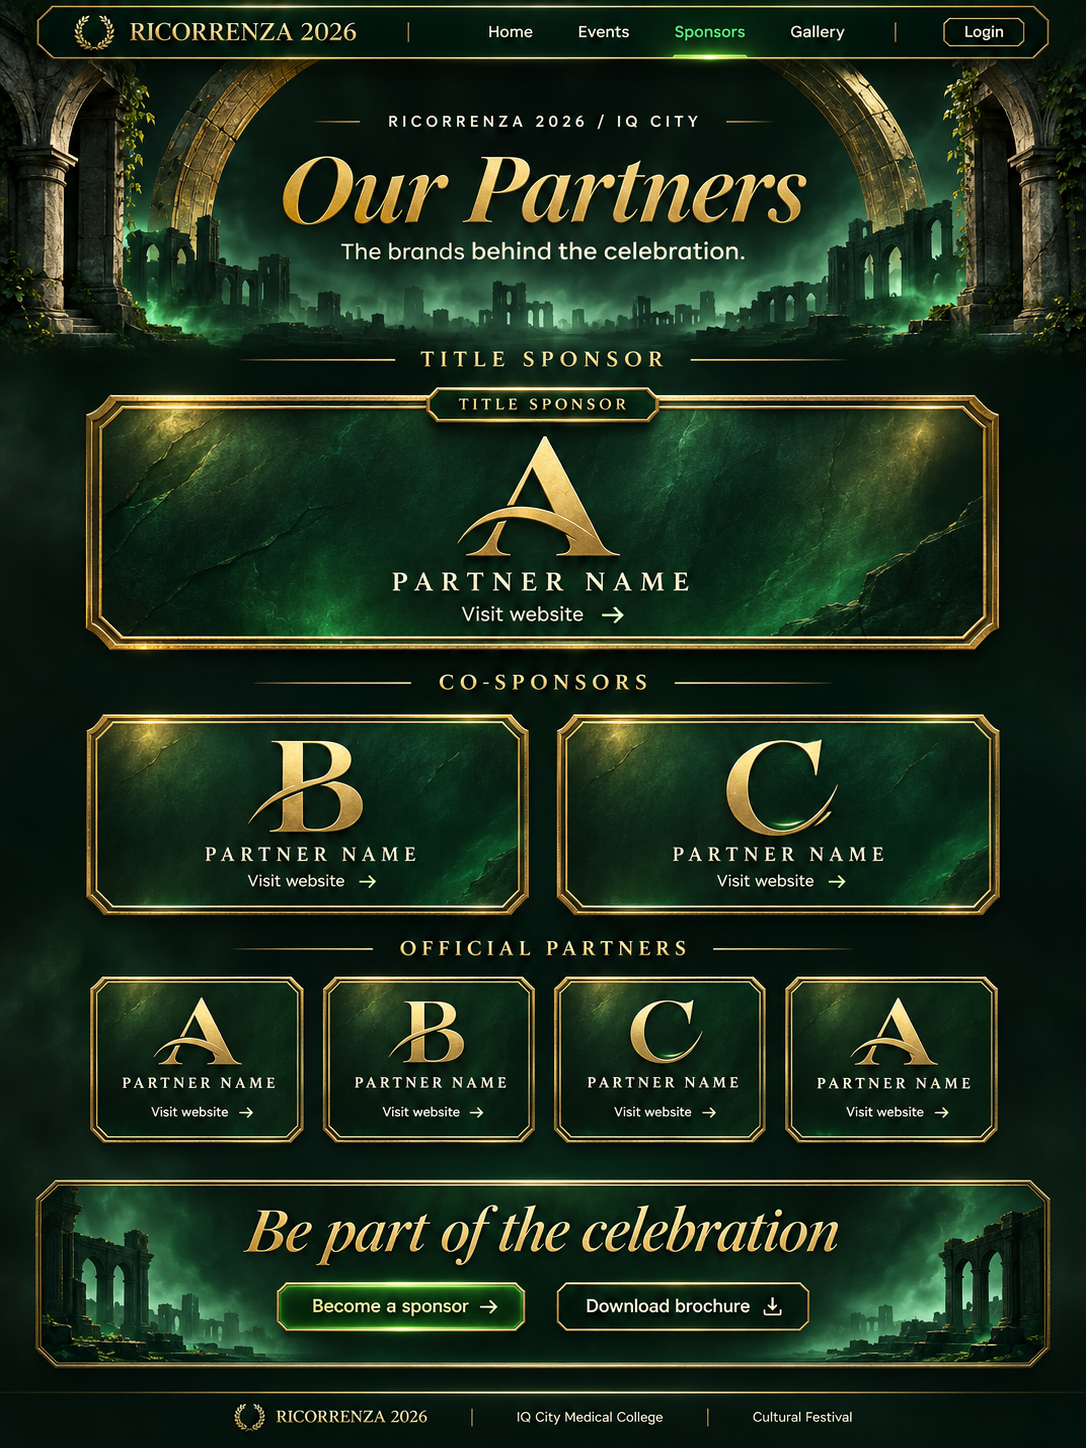 RICORRENZA 2026
Home
Events
Sponsors
Gallery
Login
RICORRENZA 2026 / IQ CITY
Our Partners
The brands behind the celebration.
TITLE SPONSOR
TITLE SPONSOR
A
PARTNER NAME
Visit website →
CO-SPONSORS
B
PARTNER NAME
Visit website →
C
PARTNER NAME
Visit website →
OFFICIAL PARTNERS
A
PARTNER NAME
Visit website →
B
PARTNER NAME
Visit website →
C
PARTNER NAME
Visit website →
A
PARTNER NAME
Visit website →
Be part of the celebration
Become a sponsor →
Download brochure
RICORRENZA 2026
IQ City Medical College
Cultural Festival